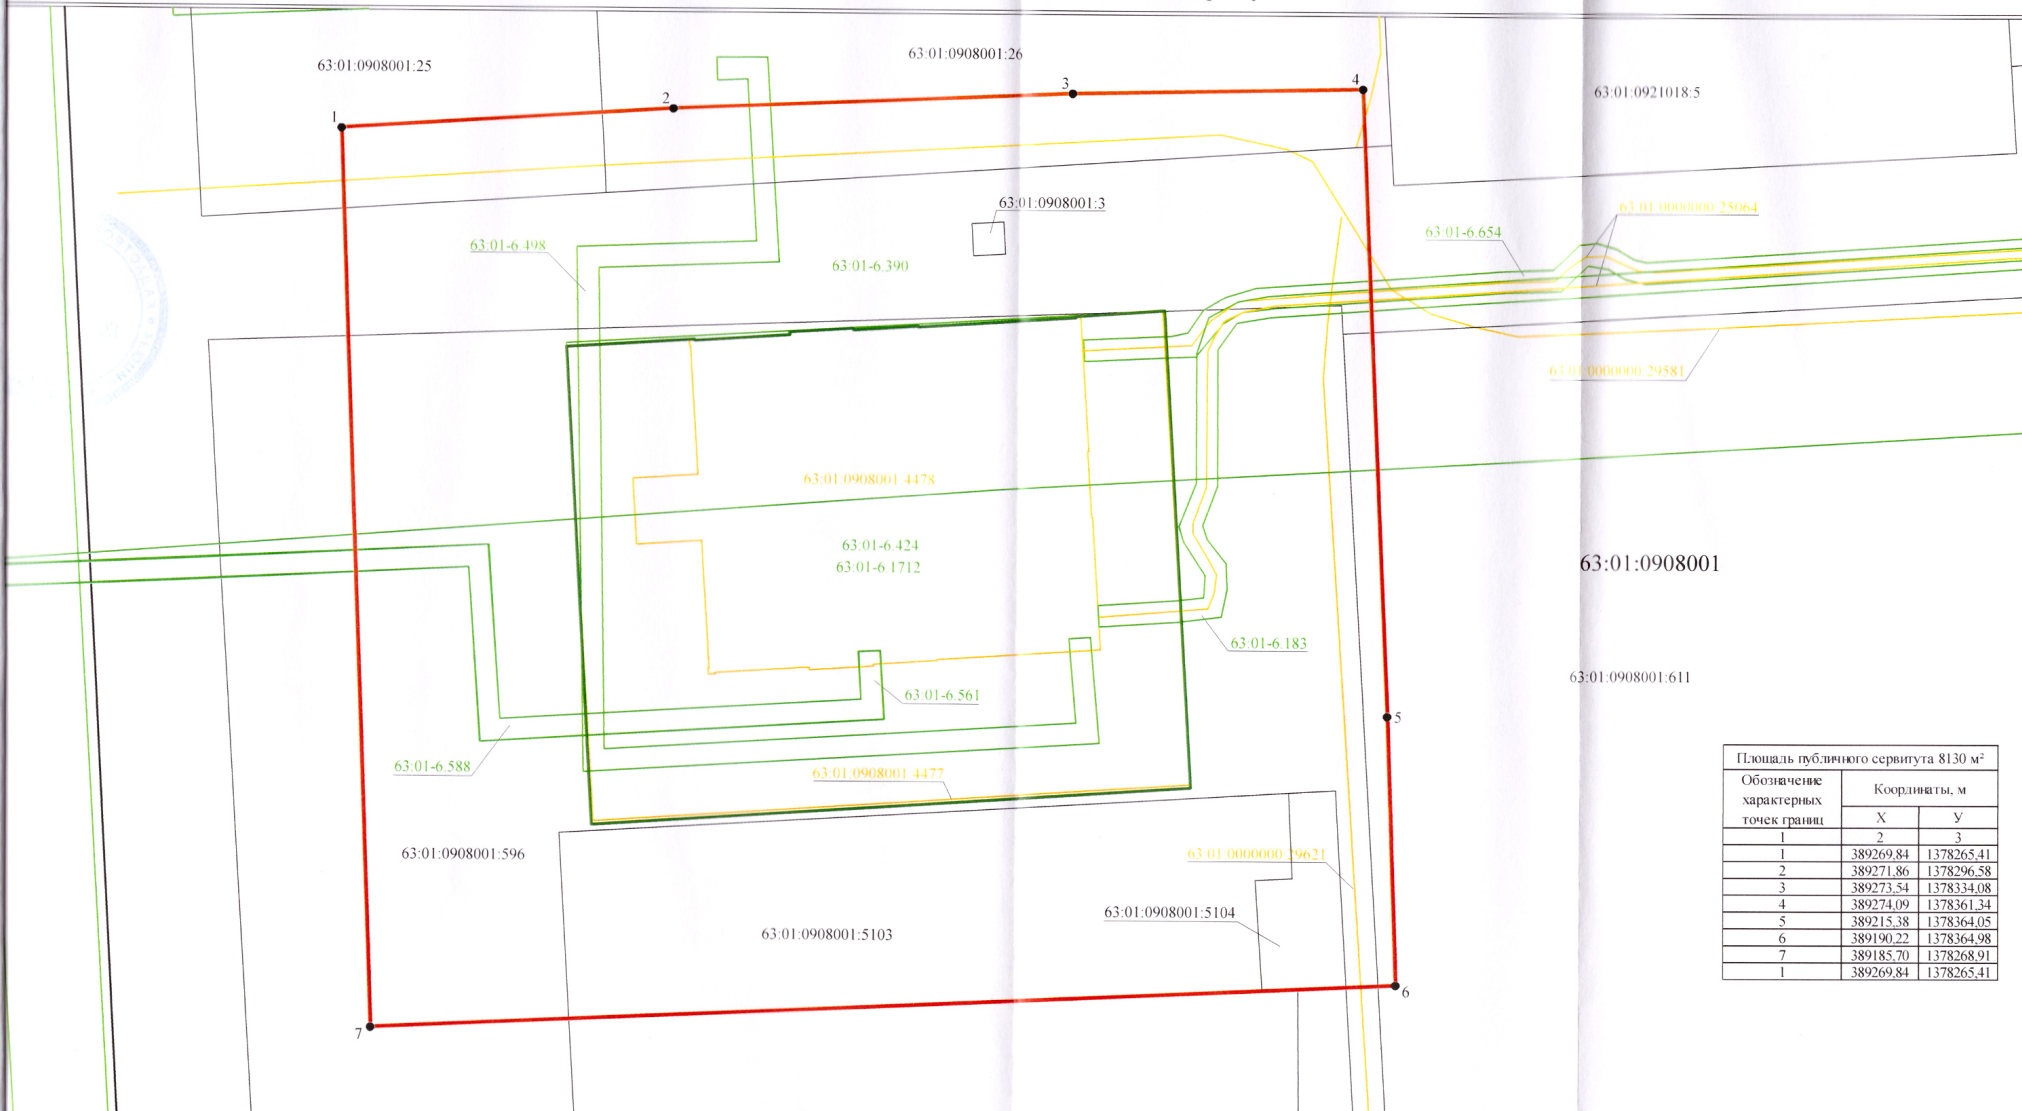 63:01:0908001:25
63:01:0908001:26
63:01:0921018:5
1
2
3
4
63:01:0908001:3
63:01:0000000:25064
63:01-6.498
63:01-6.654
63:01-6.390
63:01:0000000:29581
63:01:0908001:4478
63:01-6.424
63:01-6.1712
63:01:0908001
63:01-6.183
63:01:0908001:611
63:01-6.561
5
63:01-6.588
63:01:0908001:4477
63:01:0908001:596
63:01:0000000:29621
63:01:0908001:5104
63:01:0908001:5103
6
7
Площадь публичного сервитута 8130 м²
Обозначение характерных точек границ
Координаты, м
Х У
1 2 3
1 389269,84 1378265,41
2 389271,86 1378296,58
3 389273,54 1378334,08
4 389274,09 1378361,34
5 389215,38 1378364,05
6 389190,22 1378364,98
7 389185,70 1378268,91
1 389269,84 1378265,41